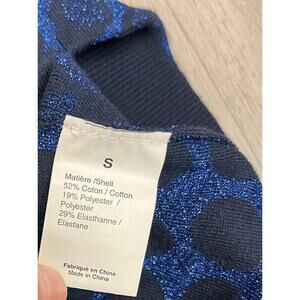 S
Matière /Shell
52% Coton / Cotton
19% Polyester /
Polyester
29% Elasthanne /
Elastane
Fabriqué en Chine
Made in China